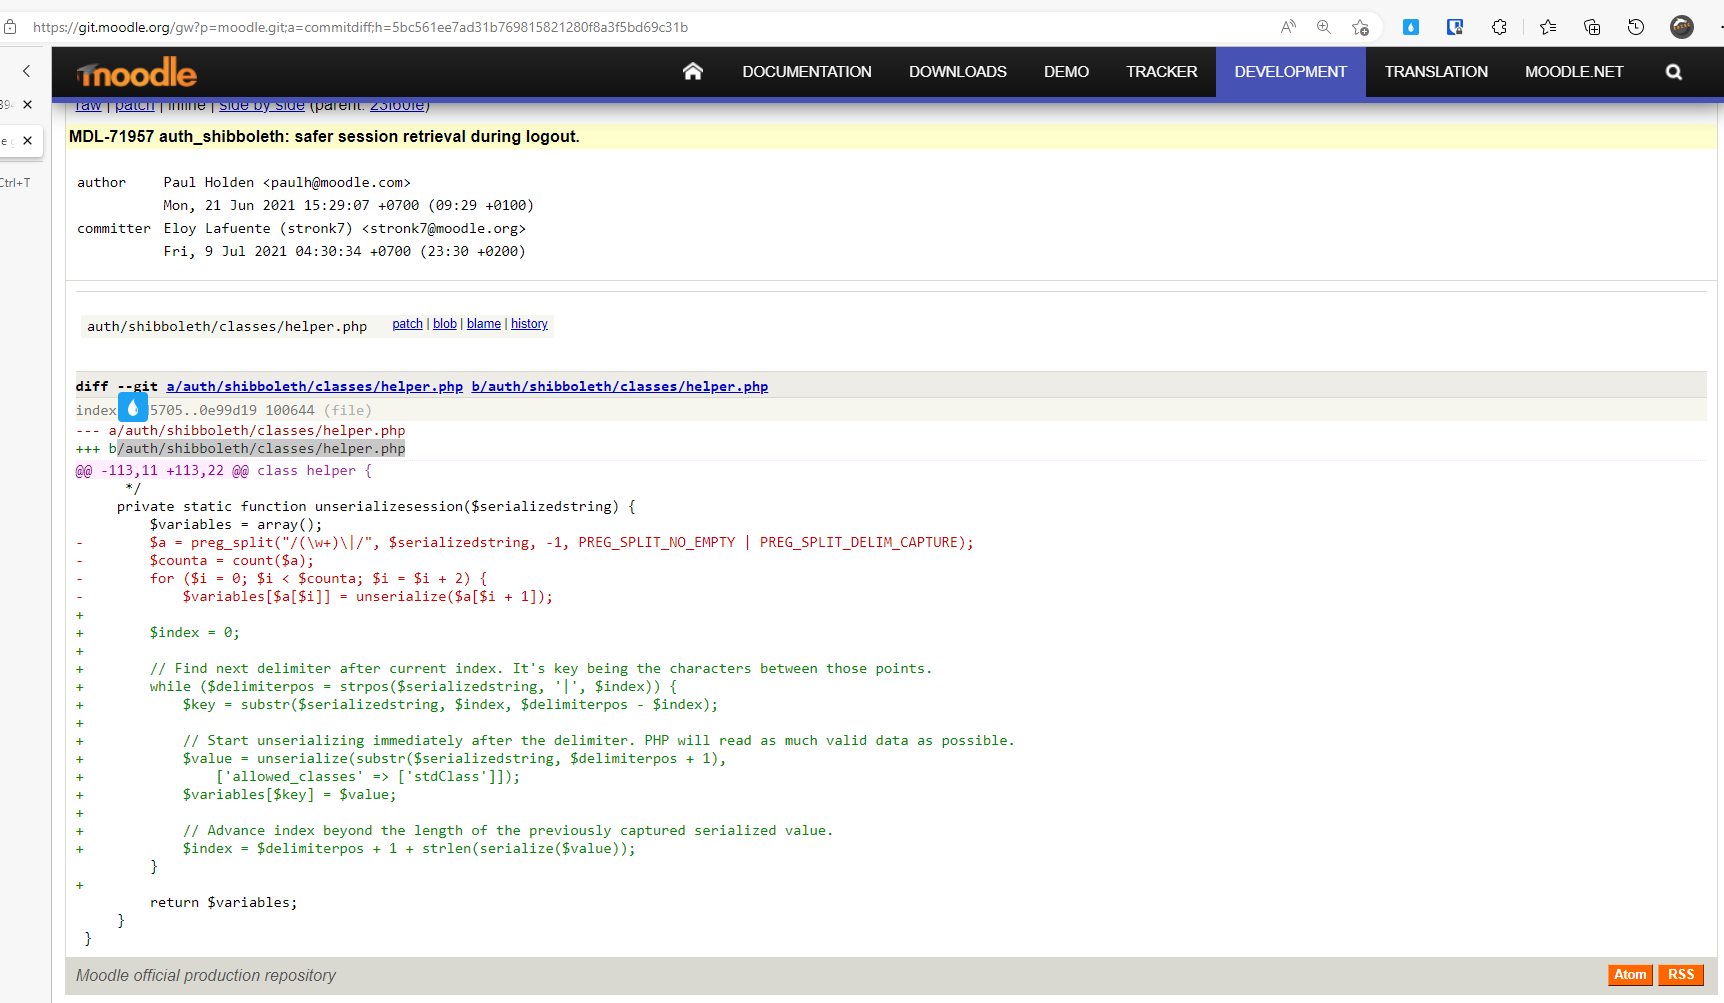 https://git.moodle.org/gw?p=moodle.git;a=commitdiff;h=5bc561ee7ad31b769815821280f8a3f5bd69c31b
moodle
DOCUMENTATION DOWNLOADS DEMO TRACKER DEVELOPMENT TRANSLATION MOODLE.NET
raw | patch | inline | side by side (parent: 23f60fe)
MDL-71957 auth_shibboleth: safer session retrieval during logout.
Ctrl+T
author Paul Holden <paulh@moodle.com>
Mon, 21 Jun 2021 15:29:07 +0700 (09:29 +0100)
committer Eloy Lafuente (stronk7) <stronk7@moodle.org>
Fri, 9 Jul 2021 04:30:34 +0700 (23:30 +0200)
auth/shibboleth/classes/helper.php patch | blob | blame | history
diff --git a/auth/shibboleth/classes/helper.php b/auth/shibboleth/classes/helper.php
index 5705..0e99d19 100644 (file)
--- a/auth/shibboleth/classes/helper.php
+++ b/auth/shibboleth/classes/helper.php
@@ -113,11 +113,22 @@ class helper {
      */
    private static function unserializesession($serializedstring) {
        $variables = array();
-        $a = preg_split("/(\w+)\|/", $serializedstring, -1, PREG_SPLIT_NO_EMPTY | PREG_SPLIT_DELIM_CAPTURE);
-        $counta = count($a);
-        for ($i = 0; $i < $counta; $i = $i + 2) {
-            $variables[$a[$i]] = unserialize($a[$i + 1]);
+
+        $index = 0;
+
+        // Find next delimiter after current index. It's key being the characters between those points.
+        while ($delimiterpos = strpos($serializedstring, '|', $index)) {
+            $key = substr($serializedstring, $index, $delimiterpos - $index);
+
+            // Start unserializing immediately after the delimiter. PHP will read as much valid data as possible.
+            $value = unserialize(substr($serializedstring, $delimiterpos + 1),
+                ['allowed_classes' => ['stdClass']]);
+            $variables[$key] = $value;
+
+            // Advance index beyond the length of the previously captured serialized value.
+            $index = $delimiterpos + 1 + strlen(serialize($value));
        }
+
        return $variables;
    }
}
Moodle official production repository Atom RSS